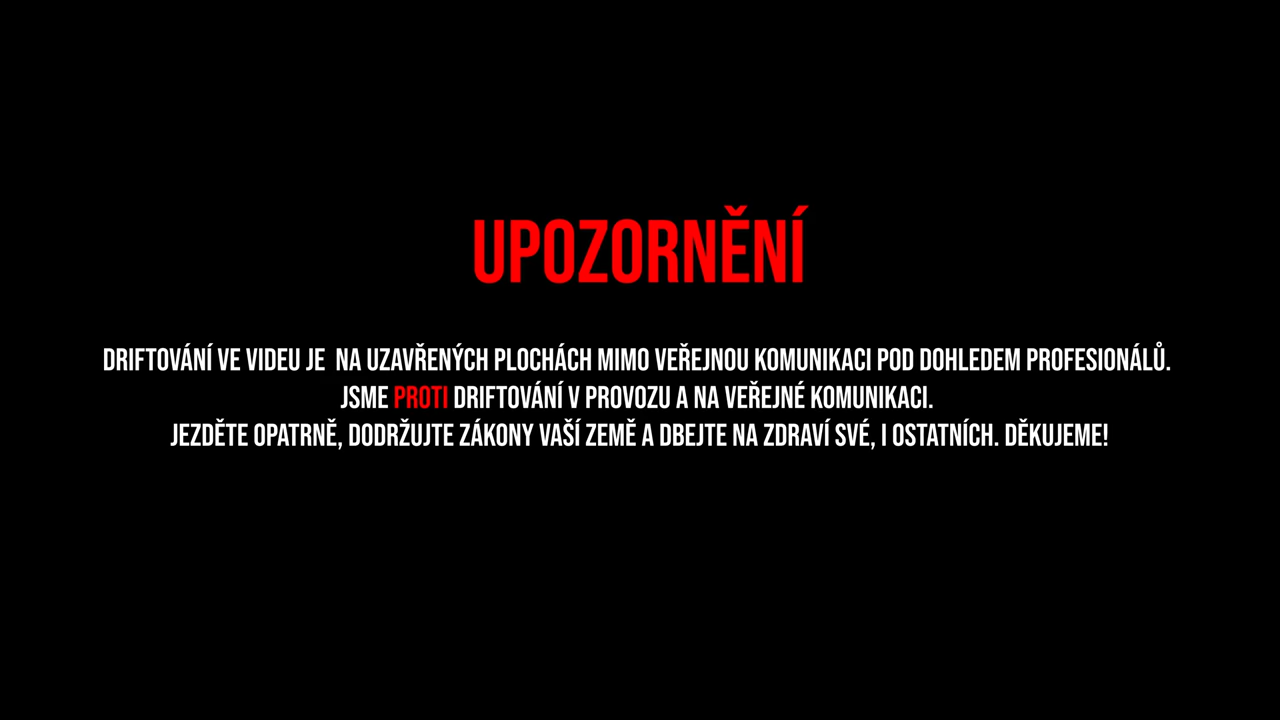 UPOZORNĚNÍ
DRIFTOVÁNÍ VE VIDEU JE  NA UZAVŘENÝCH PLOCHÁCH MIMO VEŘEJNOU KOMUNIKACI POD DOHLEDEM PROFESIONÁLŮ.
JSME PROTI DRIFTOVÁNÍ V PROVOZU A NA VEŘEJNÉ KOMUNIKACI.
JEZDĚTE OPATRNĚ, DODRŽUJTE ZÁKONY VAŠÍ ZEMĚ A DBEJTE NA ZDRAVÍ SVÉ, I OSTATNÍCH. DĚKUJEME!